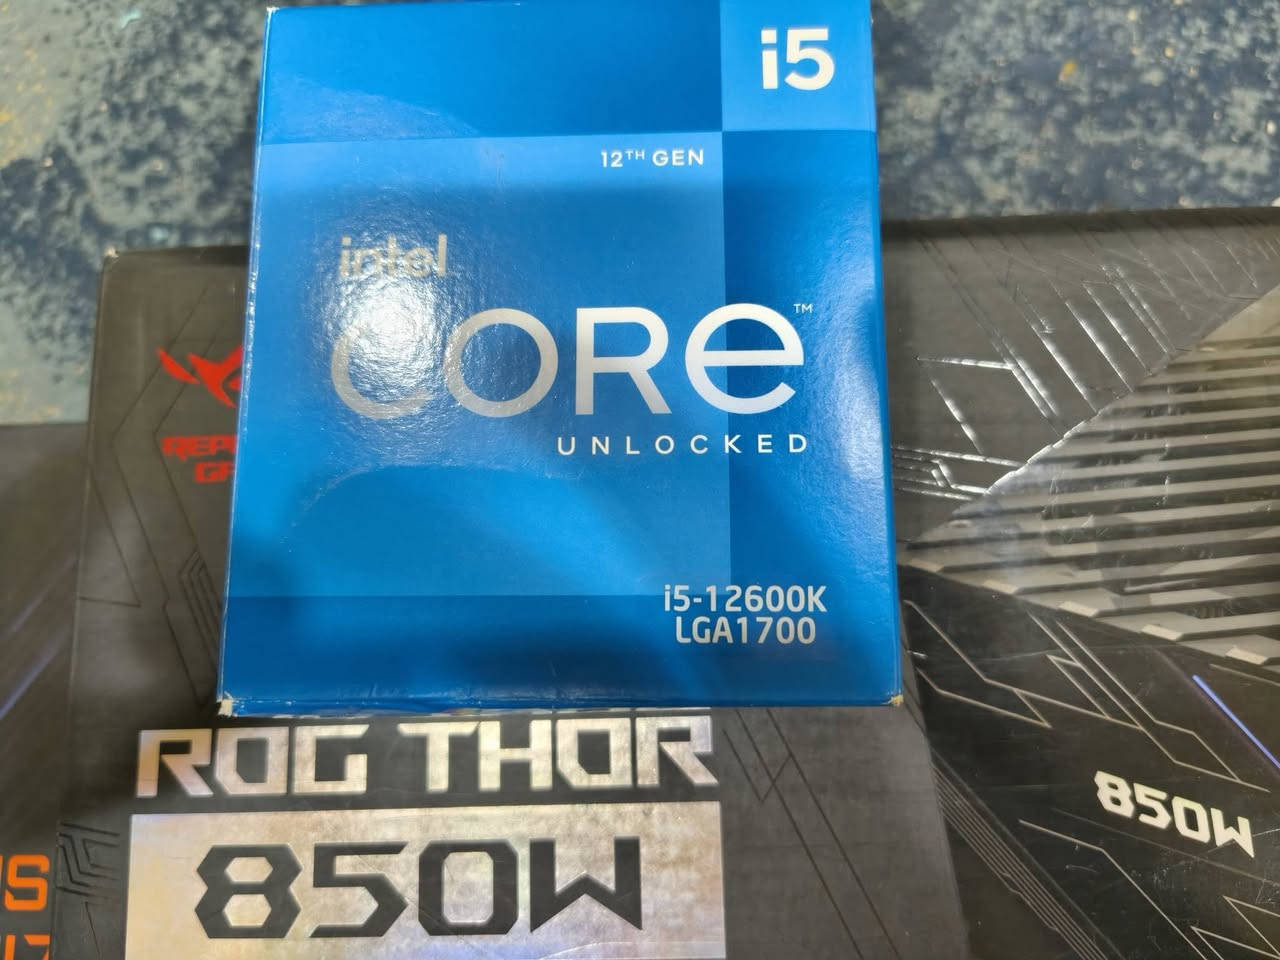 i5
12TH GEN
intel
CORe™
UNLOCKED
i5-12600K
LGA1700
ROG THOR
850W
850W